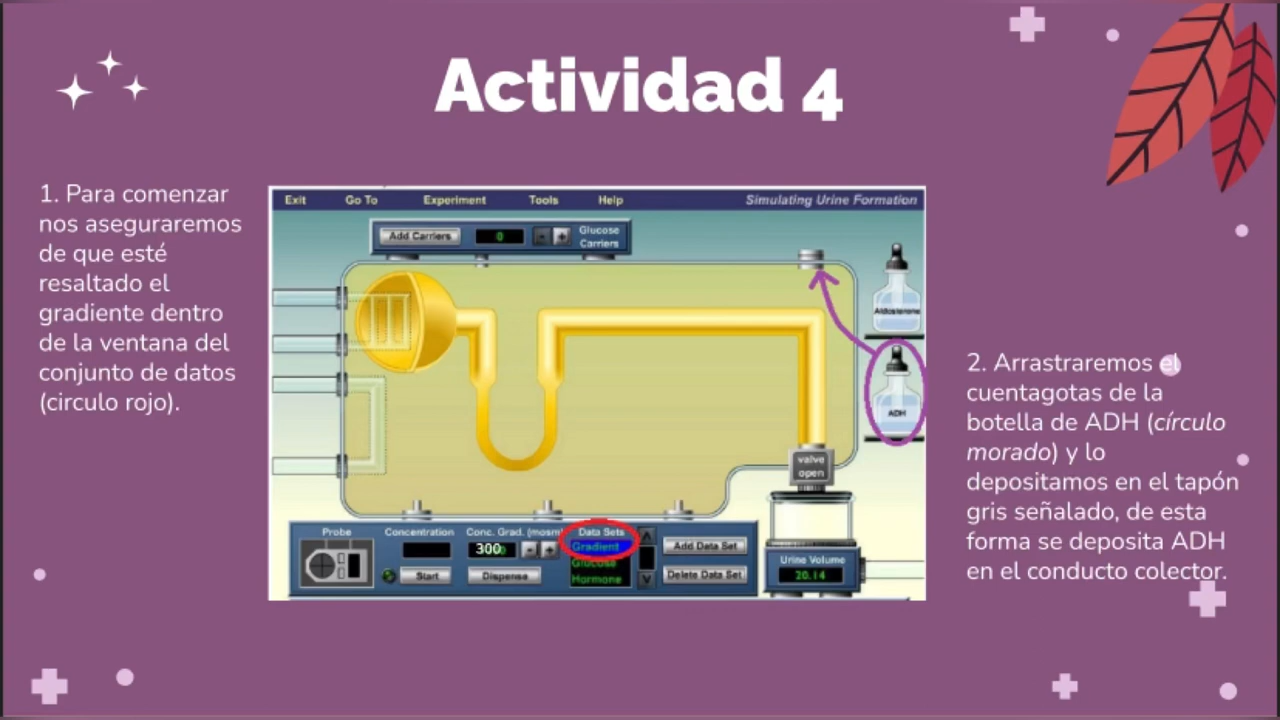 Actividad 4
1. Para comenzar
nos aseguraremos
de que esté
resaltado el
gradiente dentro
de la ventana del
conjunto de datos
(circulo rojo).
Exit Go To Experiment Tools Help Simulating Urine Formation
Add Carriers 0 - + Glucose
Carriers
Aldosterone
ADH
valve
open
Probe Concentration Conc. Grad. (mosm Data Sets
300 - + Gradient Add Data Set
Glucose
Start Dispense Hormone Delete Data Set
Urine Volume
20.14
2. Arrastraremos el
cuentagotas de la
botella de ADH (círculo
morado) y lo
depositamos en el tapón
gris señalado, de esta
forma se deposita ADH
en el conducto colector.